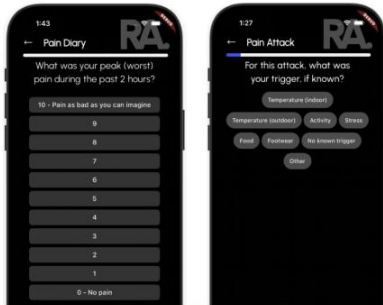 1:43
← Pain Diary
RA
What was your peak (worst)
pain during the past 2 hours?
10 - Pain as bad as you can imagine
9
8
7
6
5
4
3
2
1
0 - No pain
1:27
← Pain Attack
RA
For this attack, what was
your trigger, if known?
Temperature (indoor)
Temperature (outdoor) Activity Stress
Food Footwear No known trigger
Other